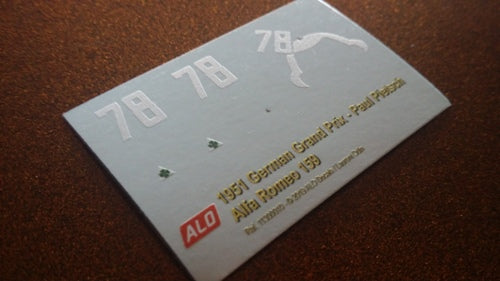 78 78 78
1951 German Grand Prix - Paul Pietsch
Alfa Romeo 159
ALO